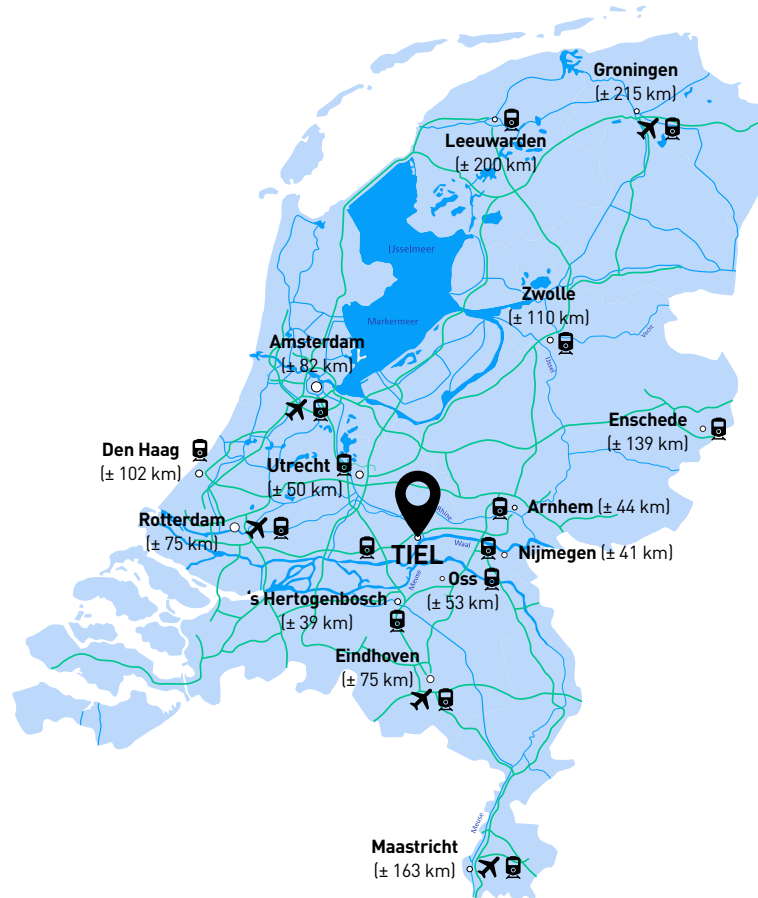 Groningen
(± 215 km)
Leeuwarden
(± 200 km)
IJsselmeer
Zwolle
(± 110 km)
Markermeer
Vecht
Amsterdam
(± 82 km)
IJssel
Enschede
(± 139 km)
Den Haag
(± 102 km)
Utrecht
(± 50 km)
Rhine
Arnhem (± 44 km)
Rotterdam
(± 75 km)
TIEL
Waal
Nijmegen (± 41 km)
Meuse
Oss
(± 53 km)
's Hertogenbosch
(± 39 km)
Eindhoven
(± 75 km)
Meuse
Maastricht
(± 163 km)